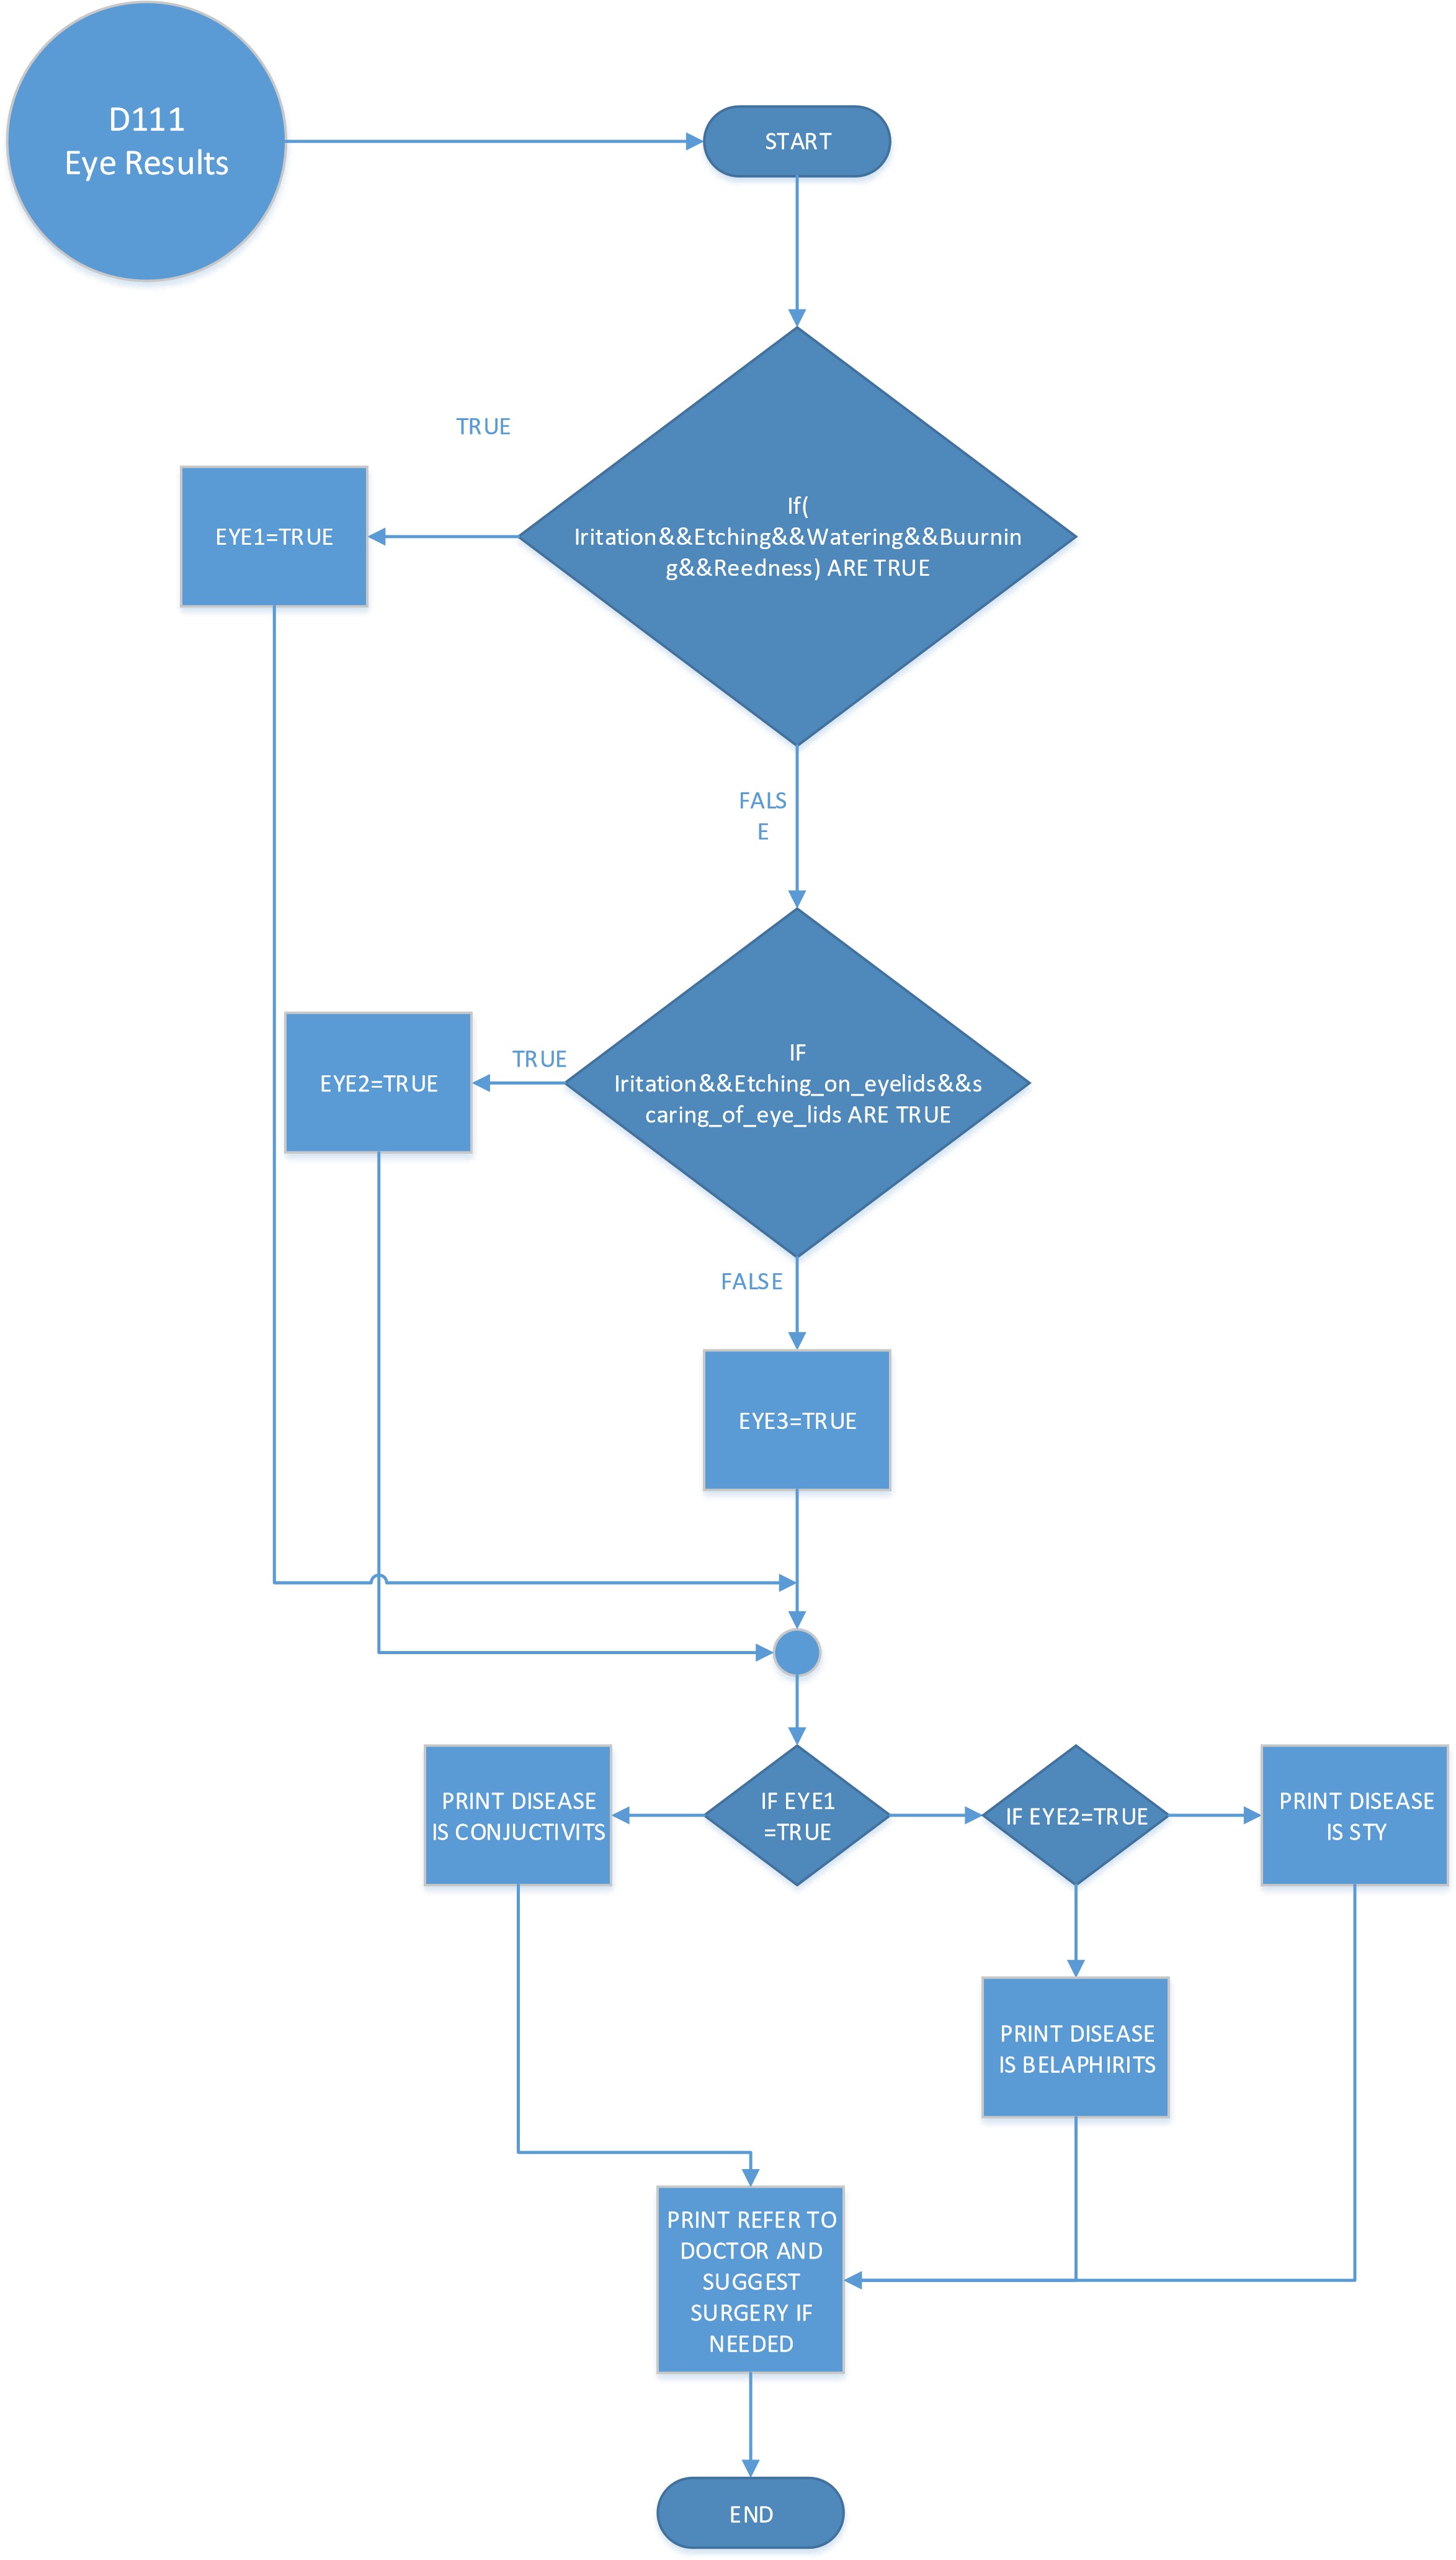 D111
Eye Results
START
TRUE
If(
Iritation&&Etching&&Watering&&Buurnin
g&&Reedness) ARE TRUE
EYE1=TRUE
FALS
E
IF
Iritation&&Etching_on_eyelids&&s
caring_of_eye_lids ARE TRUE
TRUE
EYE2=TRUE
FALSE
EYE3=TRUE
PRINT DISEASE
IS CONJUCTIVITS
IF EYE1
=TRUE
IF EYE2=TRUE
PRINT DISEASE
IS STY
PRINT DISEASE
IS BELAPHIRITS
PRINT REFER TO
DOCTOR AND
SUGGEST
SURGERY IF
NEEDED
END